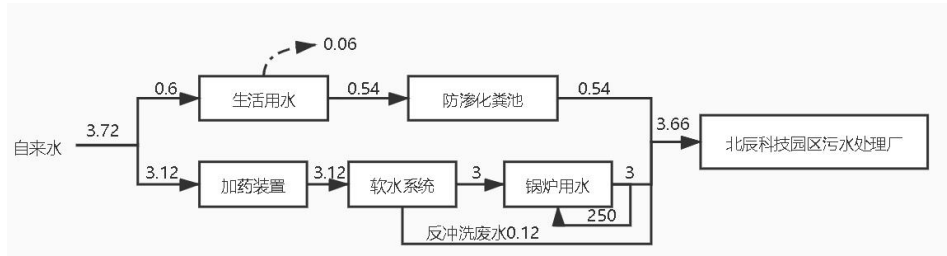 0.06
0.6
生活用水
0.54
防渗化粪池
0.54
自来水
3.72
3.66
北辰科技园区污水处理厂
3.12
加药装置
3.12
软水系统
3
锅炉用水
3
250
反冲洗废水0.12